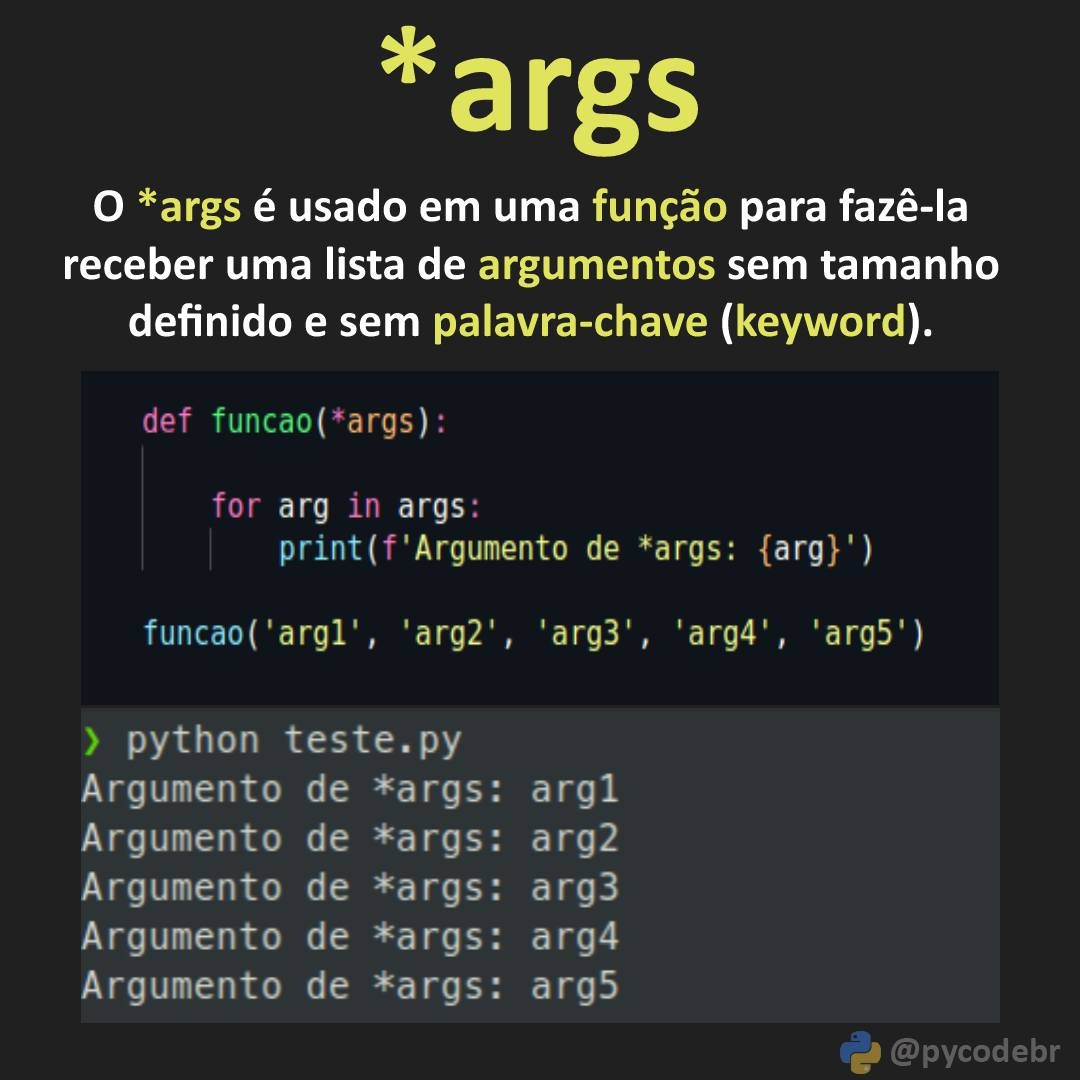 *args
O *args é usado em uma função para fazê-la
receber uma lista de argumentos sem tamanho
definido e sem palavra-chave (keyword).
def funcao(*args):
for arg in args:
print(f'Argumento de *args: {arg}')
funcao('arg1', 'arg2', 'arg3', 'arg4', 'arg5')
❯ python teste.py
Argumento de *args: arg1
Argumento de *args: arg2
Argumento de *args: arg3
Argumento de *args: arg4
Argumento de *args: arg5
@pycodebr